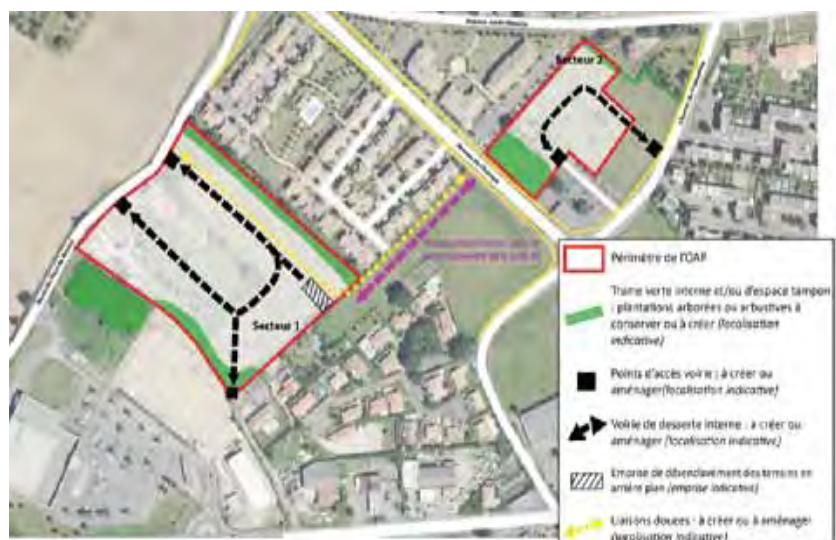 Secteur 2
Secteur 1
Périmètre de l'OAP
Trame verte interne et/ou d'espace tampon
: plantations arborées ou arbustives à
conserver ou à créer (localisation
indicative)
Points d'accès voirie : à créer ou
aménager(localisation indicative)
Voirie de desserte interne : à créer ou
aménager (localisation indicative)
Emprise de désenclavement des terrains en
arrière plan (emprise indicative)
Liaisons douces : à créer ou à aménager
(localisation indicative)